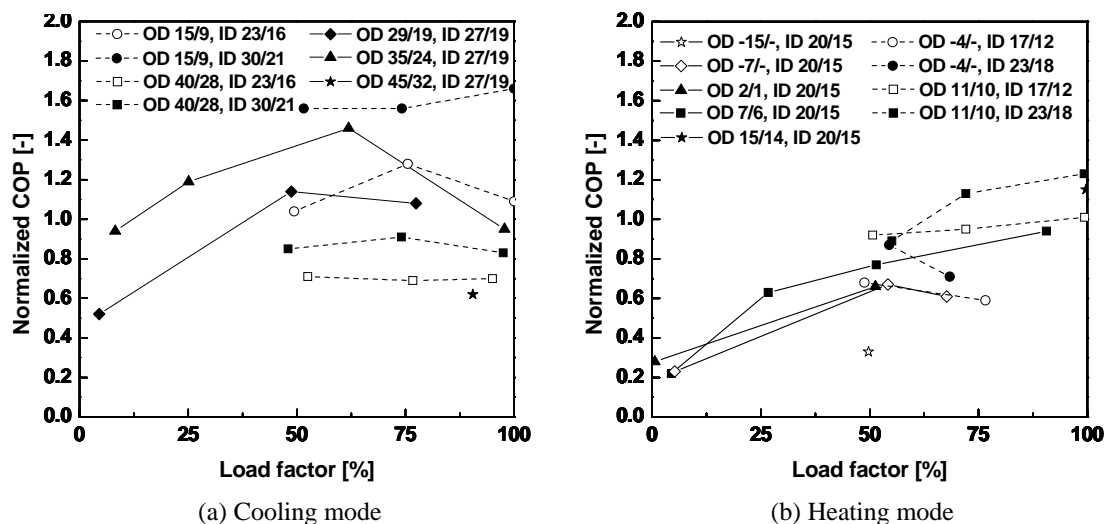 2.0
1.8
1.6
1.4
1.2
1.0
0.8
0.6
0.4
0.2
0.0
Normalized COP [-]
OD 15/9, ID 23/16
OD 15/9, ID 30/21
OD 40/28, ID 23/16
OD 40/28, ID 30/21
OD 29/19, ID 27/19
OD 35/24, ID 27/19
OD 45/32, ID 27/19
0 25 50 75 100
Load factor [%]
(a) Cooling mode
2.0
1.8
1.6
1.4
1.2
1.0
0.8
0.6
0.4
0.2
0.0
Normalized COP [-]
OD -15/-, ID 20/15
OD -7/-, ID 20/15
OD 2/1, ID 20/15
OD 7/6, ID 20/15
OD 15/14, ID 20/15
OD -4/-, ID 17/12
OD -4/-, ID 23/18
OD 11/10, ID 17/12
OD 11/10, ID 23/18
0 25 50 75 100
Load factor [%]
(b) Heating mode